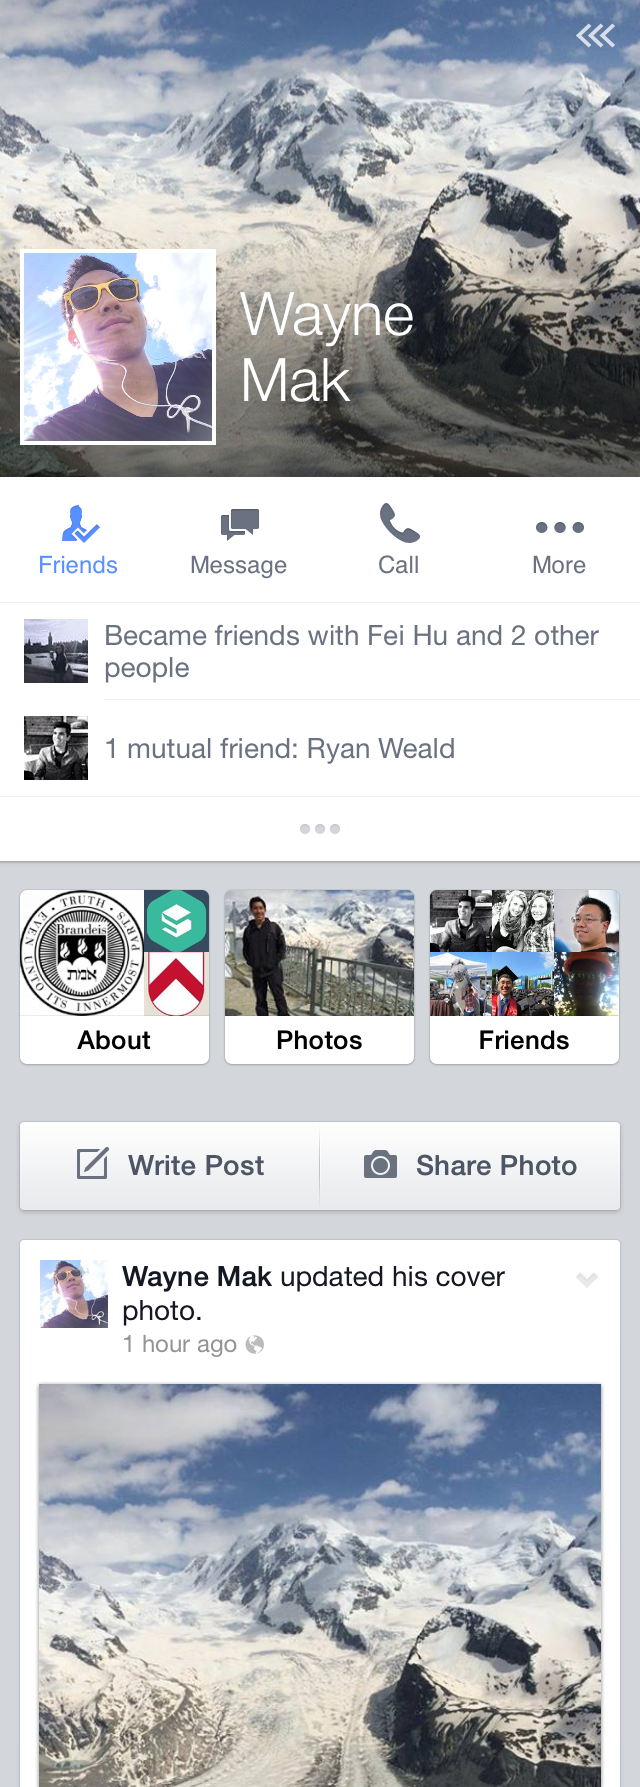 Wayne
Mak
Friends
Message
Call
More
Became friends with Fei Hu and 2 other
people
1 mutual friend: Ryan Weald
TRUTH
EVEN UNTO ITS INNERMOST PARTS
Brandeis
אמת
About
Photos
Friends
Write Post
Share Photo
Wayne Mak updated his cover
photo.
1 hour ago